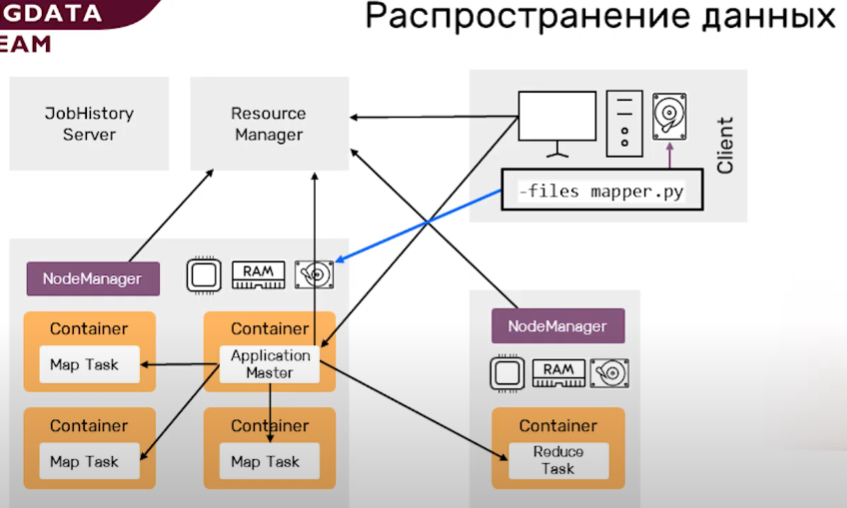 GDATA
EAM
Распространение данных
JobHistory
Server
Resource
Manager
Client
-files mapper.py
NodeManager
RAM
Container
Map Task
Container
Application
Master
Container
Map Task
Container
Map Task
NodeManager
RAM
Container
Reduce
Task